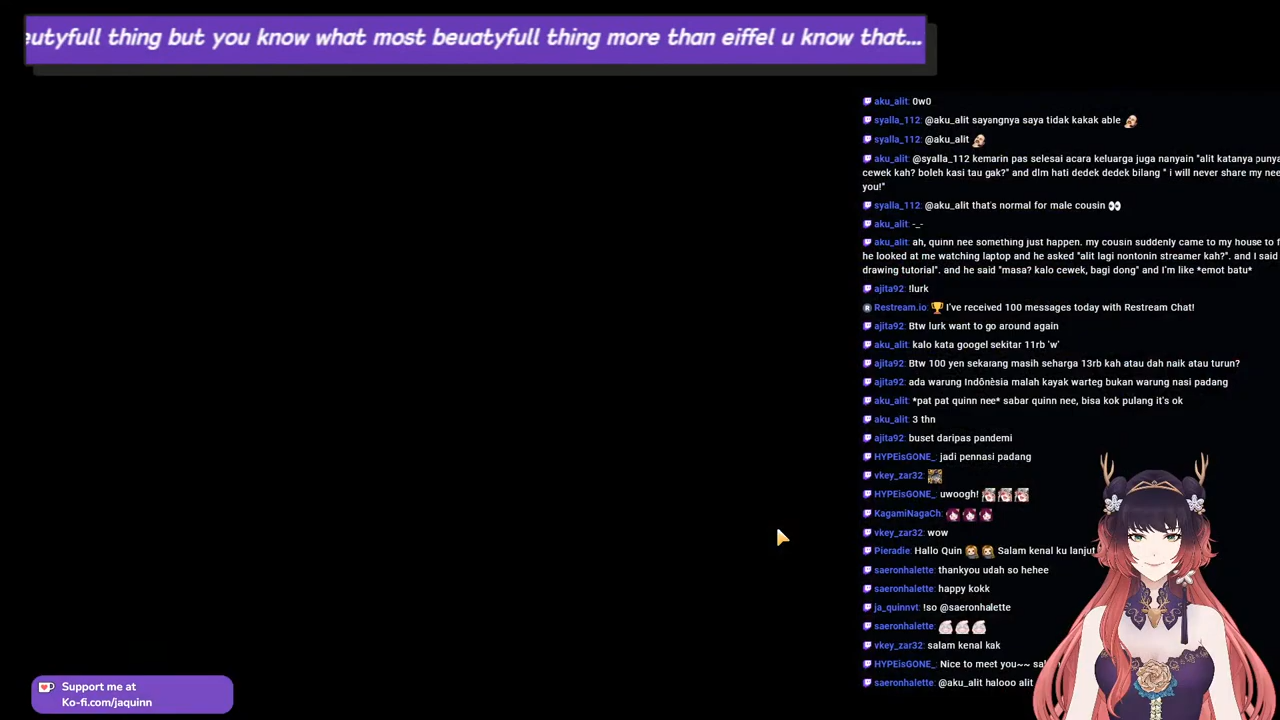 eutyfull thing but you know what most beuatyfull thing more than eiffel u know that...
aku_alit: 0w0
syalla_112: @aku_alit sayangnya saya tidak kakak able
syalla_112: @aku_alit
aku_alit: @syalla_112 kemarin pas selesai acara keluarga juga nanyain "alit katanya puny
cewek kah? boleh kasi tau gak?" and dlm hati dedek dedek bilang " i will never share my nee
you!"
syalla_112: @aku_alit that's normal for male cousin
aku_alit: -_-
aku_alit: ah, quinn nee something just happen. my cousin suddenly came to my house to
he looked at me watching laptop and he asked "alit lagi nontonin streamer kah?". and I said
drawing tutorial". and he said "masa? kalo cewek, bagi dong" and I'm like *emot batu*
ajita92: !lurk
Restream.io: 🏆 I've received 100 messages today with Restream Chat!
ajita92: Btw lurk want to go around again
aku_alit: kalo kata googel sekitar 11rb 'w'
ajita92: Btw 100 yen sekarang masih seharga 13rb kah atau dah naik atau turun?
ajita92: ada warung Indônèsia malah kayak warteg bukan warung nasi padang
aku_alit: *pat pat quinn nee* sabar quinn nee, bisa kok pulang it's ok
aku_alit: 3 thn
ajita92: buset daripas pandemi
HYPEisGONE_: jadi pennasi padang
vkey_zar32:
HYPEisGONE_: uwoogh!
KagamiNagaCh:
vkey_zar32: wow
Pieradie: Hallo Quin Salam kenal ku lanjut
saeronhalette: thankyou udah so hehee
saeronhalette: happy kokk
ja_quinnvt: !so @saeronhalette
saeronhalette:
vkey_zar32: salam kenal kak
HYPEisGONE_: Nice to meet you~~
saeronhalette: @aku_alit halooo alit
Support me at
Ko-fi.com/jaquinn